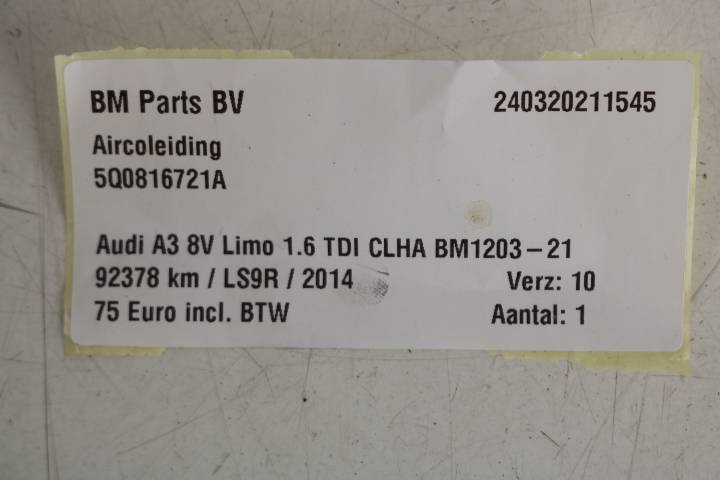 BM Parts BV 240320211545
Aircoleiding
5Q0816721A
Audi A3 8V Limo 1.6 TDI CLHA BM1203-21
92378 km / LS9R / 2014 Verz: 10
75 Euro incl. BTW Aantal: 1